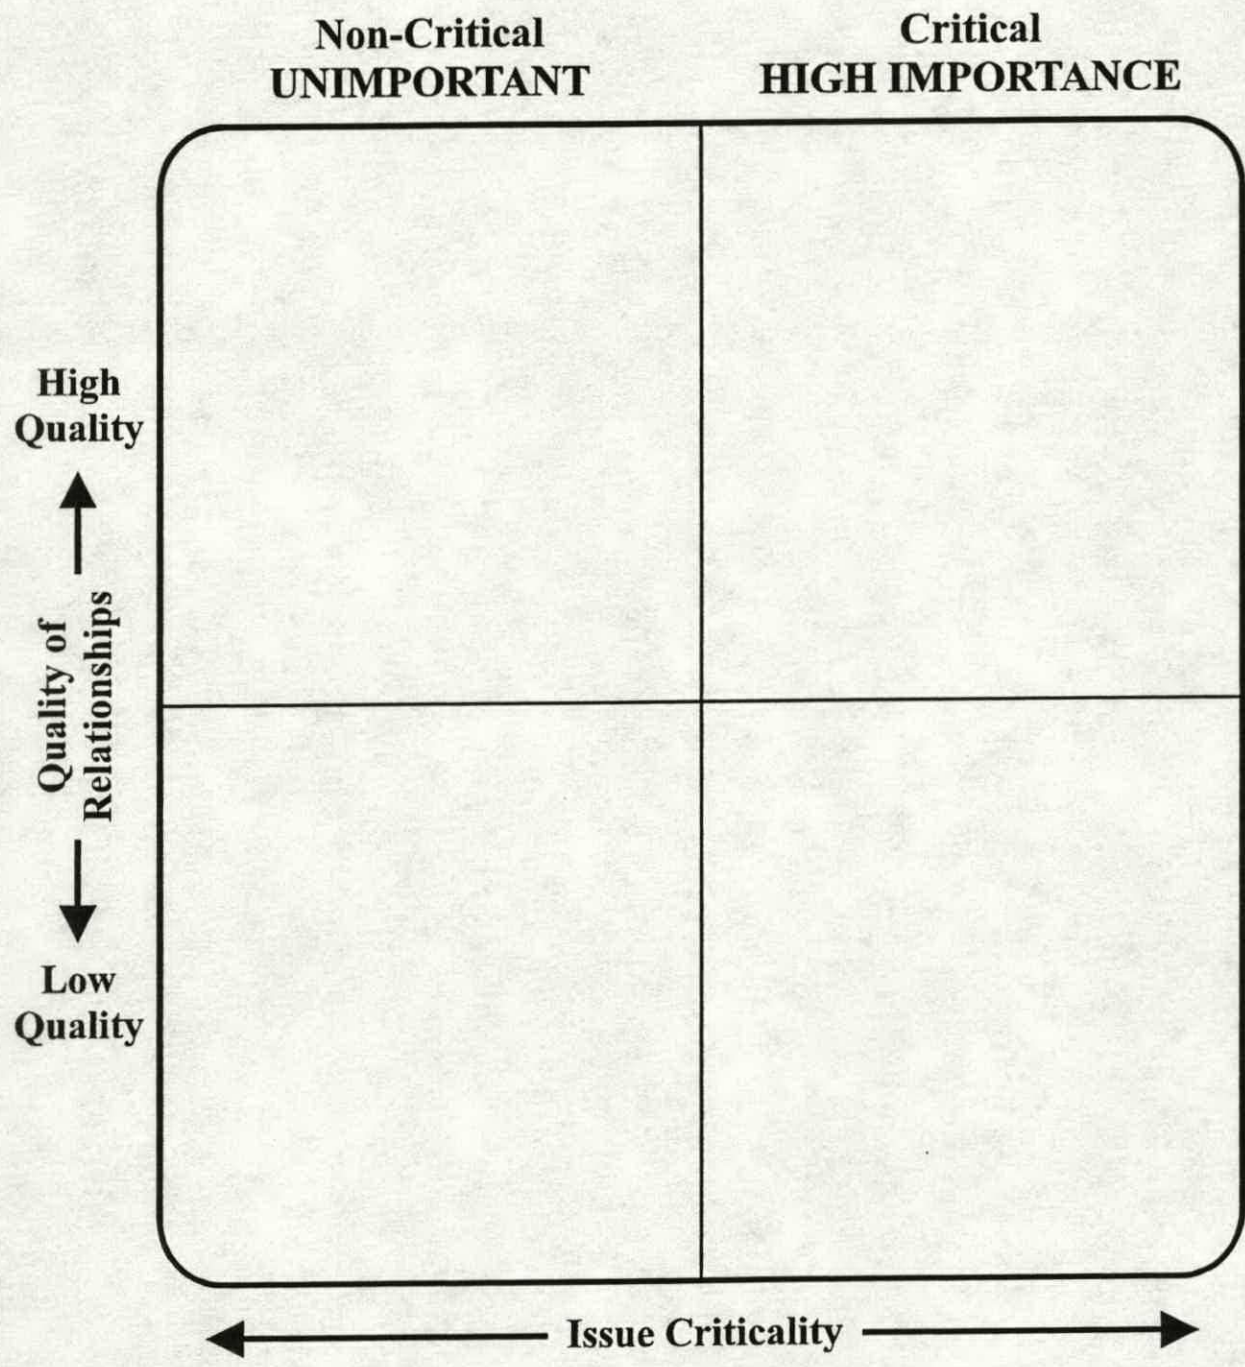 Non-Critical
UNIMPORTANT
Critical
HIGH IMPORTANCE
High
Quality
Quality of
Relationships
Low
Quality
Issue Criticality